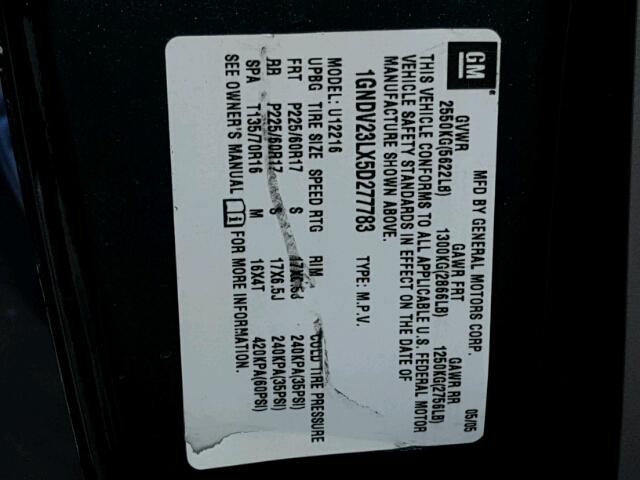 GM
MFD BY GENERAL MOTORS CORP. 05/05
GVWR GAWR FRT GAWR RR
2550KG(5622LB) 1300KG(2866LB) 1250KG(2756LB)
THIS VEHICLE CONFORMS TO ALL APPLICABLE U.S. FEDERAL MOTOR
VEHICLE SAFETY STANDARDS IN EFFECT ON THE DATE OF
MANUFACTURE SHOWN ABOVE.
1GNDV23LX5D277783 TYPE: M.P.V.
MODEL: U12216
UPBG TIRE SIZE SPEED RTG RIM COLD TIRE PRESSURE
FRT P225/60R17 S 17X6.5J 240KPA(35PSI)
RR P225/60R17 S 17X6.5J 240KPA(35PSI)
SPA T135/70R16 M 16X4T 420KPA(60PSI)
SEE OWNER'S MANUAL FOR MORE INFORMATION.